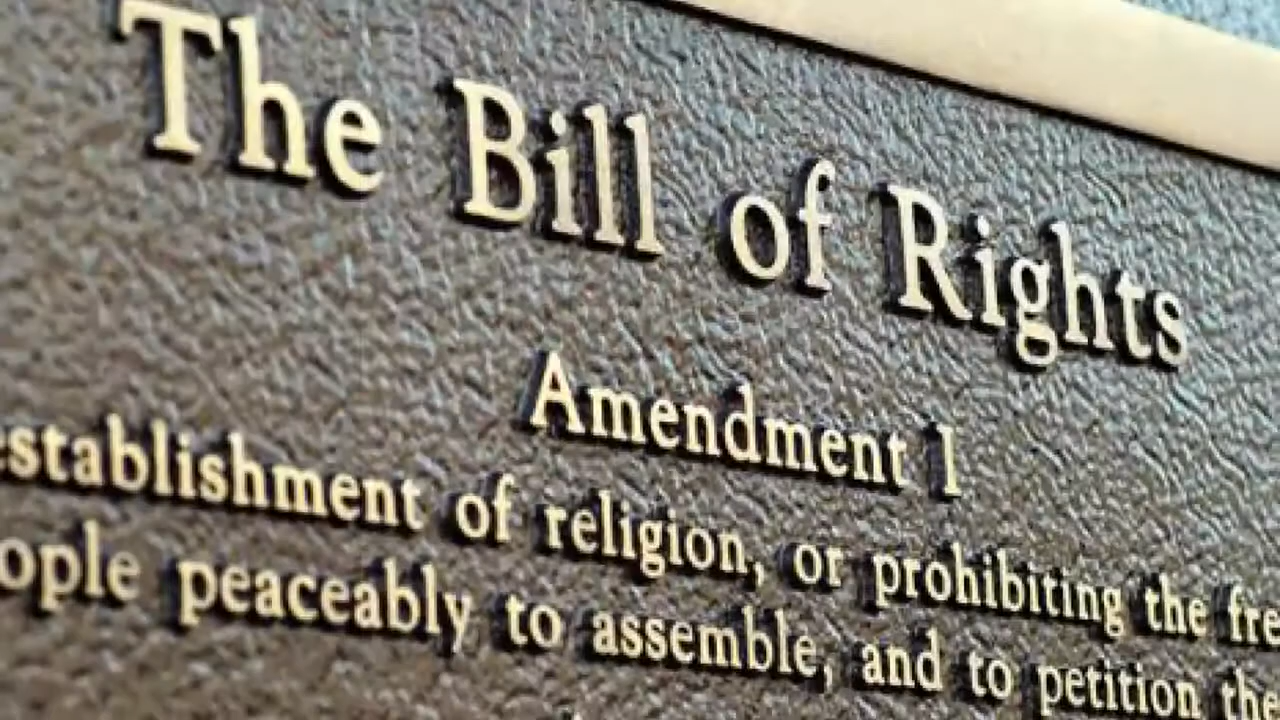 The Bill of Rights
Amendment 1
establishment of religion, or prohibiting the fre
ople peaceably to assemble, and to petition the